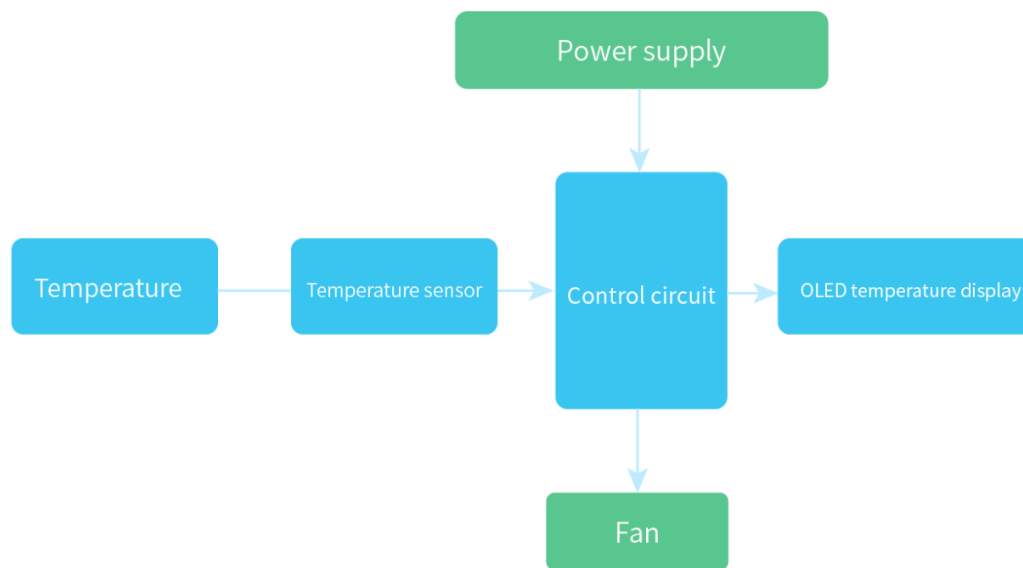 Power supply
Temperature
Temperature sensor
Control circuit
OLED temperature display
Fan